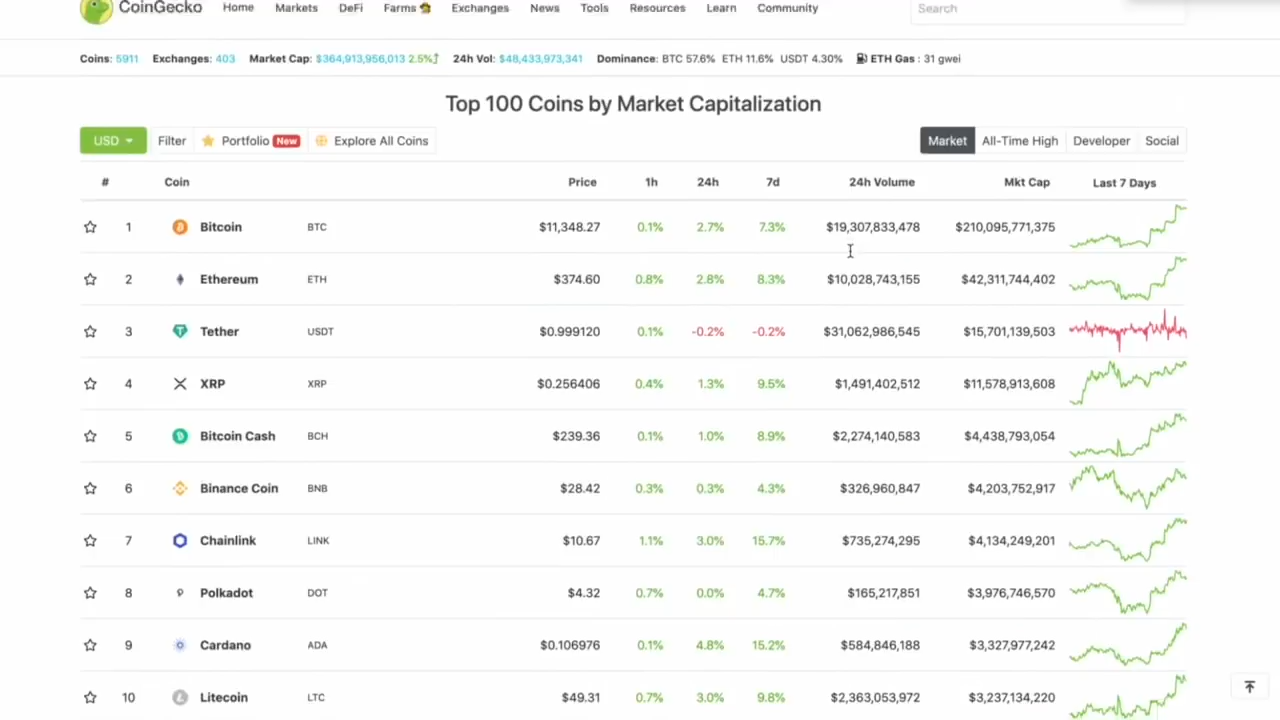 CoinGecko Home Markets DeFi Farms Exchanges News Tools Resources Learn Community Search
Coins: 5911 Exchanges: 403 Market Cap: $364,913,956,013 2.5% 24h Vol: $48,433,973,341 Dominance: BTC 57.6% ETH 11.6% USDT 4.30% ETH Gas : 31 gwei
Top 100 Coins by Market Capitalization
USD Filter Portfolio New Explore All Coins Market All-Time High Developer Social
# Coin Price 1h 24h 7d 24h Volume Mkt Cap Last 7 Days
1 Bitcoin BTC $11,348.27 0.1% 2.7% 7.3% $19,307,833,478 $210,095,771,375
2 Ethereum ETH $374.60 0.8% 2.8% 8.3% $10,028,743,155 $42,311,744,402
3 Tether USDT $0.999120 0.1% -0.2% -0.2% $31,062,986,545 $15,701,139,503
4 XRP XRP $0.256406 0.4% 1.3% 9.5% $1,491,402,512 $11,578,913,608
5 Bitcoin Cash BCH $239.36 0.1% 1.0% 8.9% $2,274,140,583 $4,438,793,054
6 Binance Coin BNB $28.42 0.3% 0.3% 4.3% $326,960,847 $4,203,752,917
7 Chainlink LINK $10.67 1.1% 3.0% 15.7% $735,274,295 $4,134,249,201
8 Polkadot DOT $4.32 0.7% 0.0% 4.7% $165,217,851 $3,976,746,570
9 Cardano ADA $0.106976 0.1% 4.8% 15.2% $584,846,188 $3,327,977,242
10 Litecoin LTC $49.31 0.7% 3.0% 9.8% $2,363,053,972 $3,237,134,220